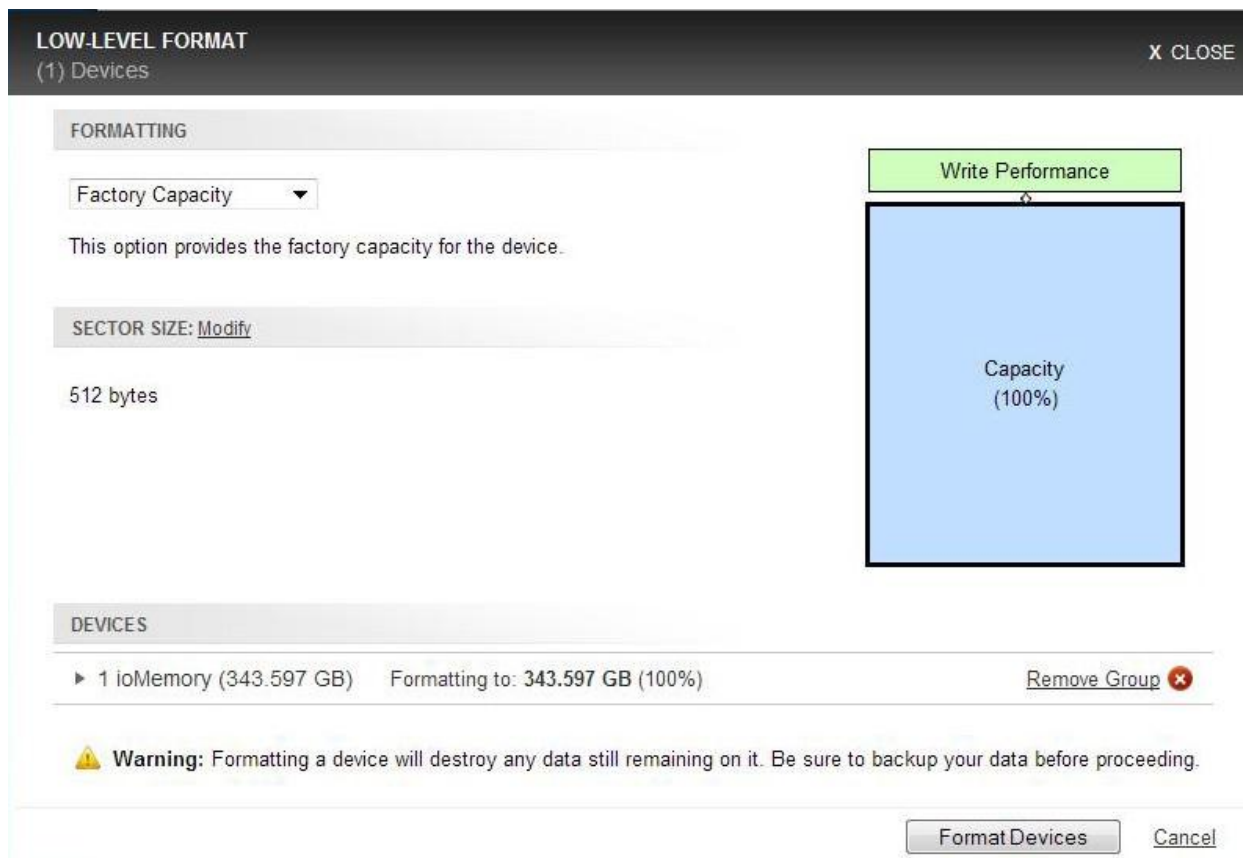 LOW-LEVEL FORMAT
(1) Devices
X CLOSE
FORMATTING
Factory Capacity
This option provides the factory capacity for the device.
SECTOR SIZE: Modify
512 bytes
Write Performance
Capacity
(100%)
DEVICES
1 ioMemory (343.597 GB) Formatting to: 343.597 GB (100%) Remove Group
Warning: Formatting a device will destroy any data still remaining on it. Be sure to backup your data before proceeding.
Format Devices Cancel